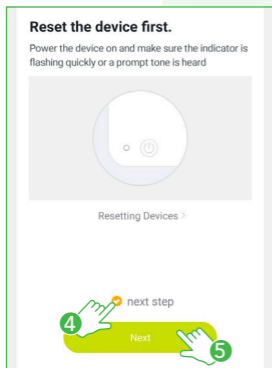 Reset the device first.
Power the device on and make sure the indicator is
flashing quickly or a prompt tone is heard
Resetting Devices >
next step
4
Next
5